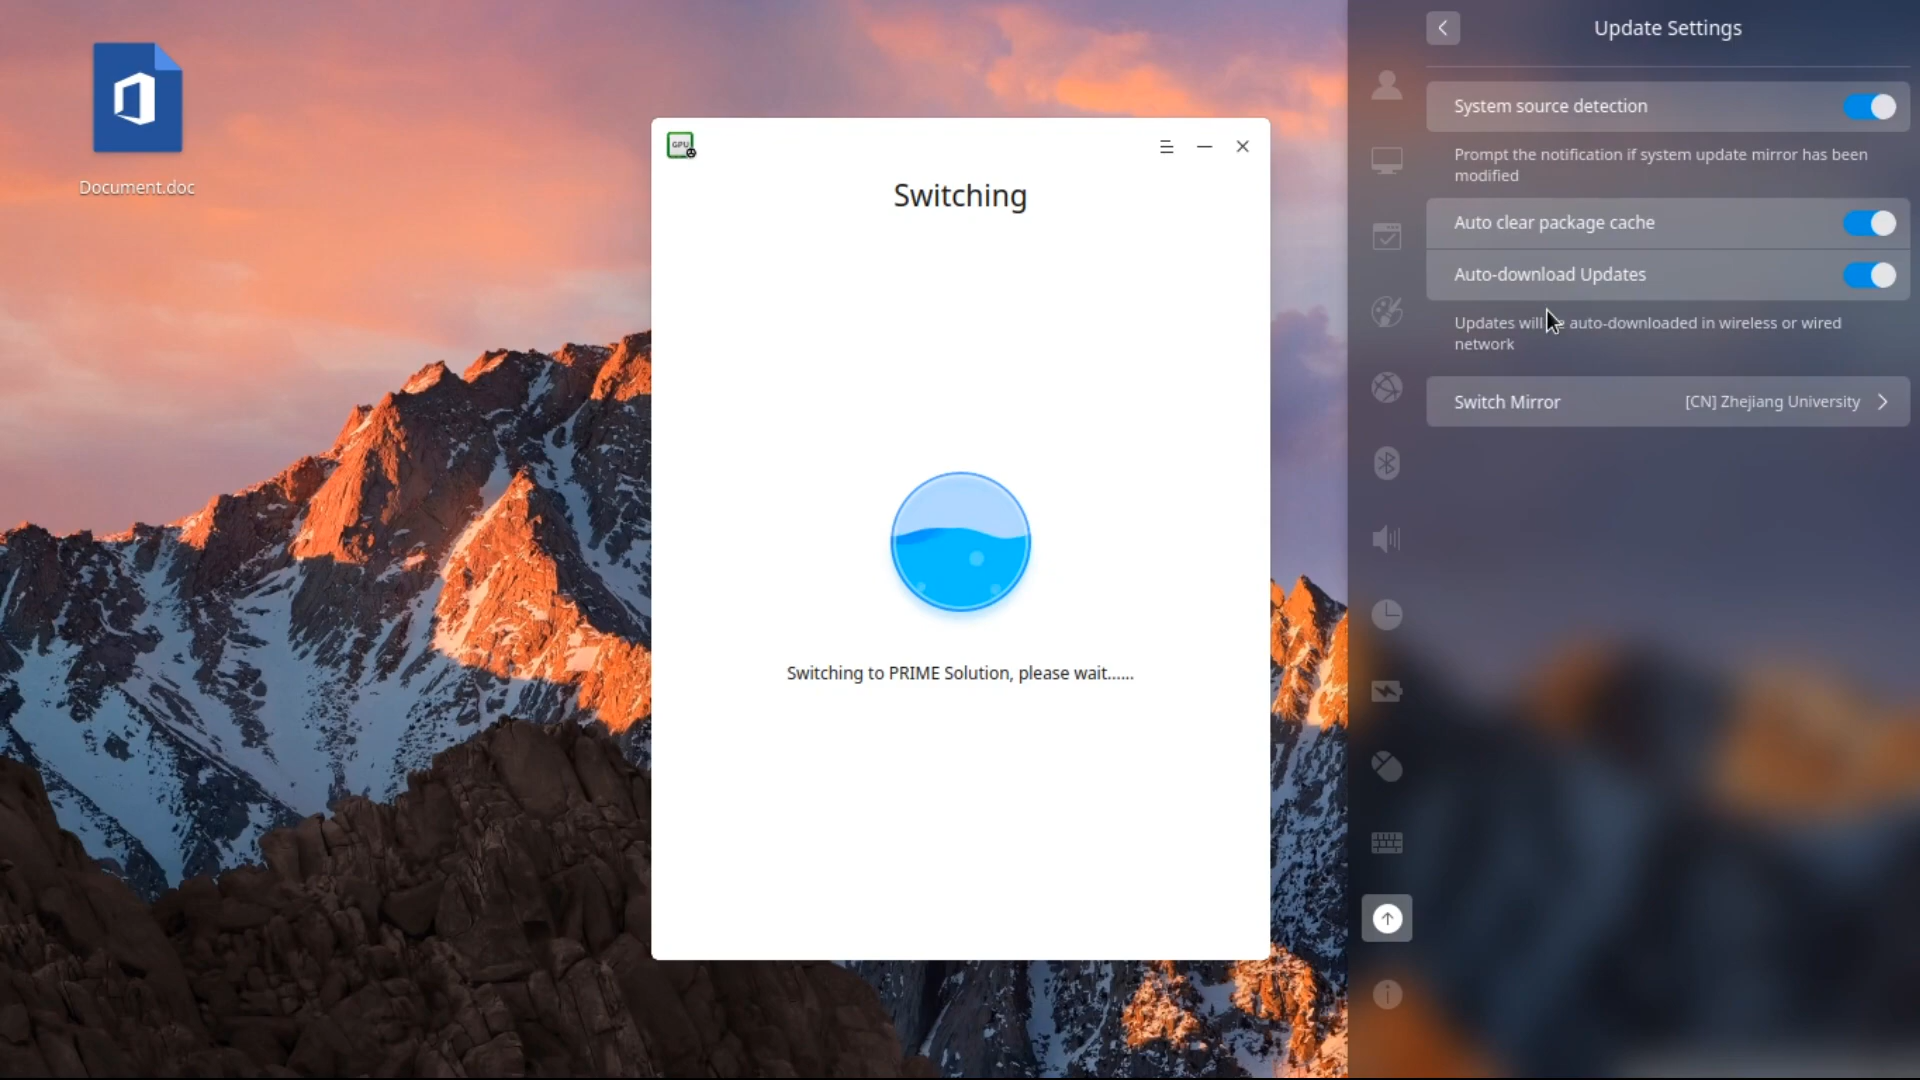 Document.doc
GPU
Switching
Switching to PRIME Solution, please wait......
Update Settings
System source detection
Prompt the notification if system update mirror has been
modified
Auto clear package cache
Auto-download Updates
Updates will auto-downloaded in wireless or wired
network
Switch Mirror [CN] Zhejiang University